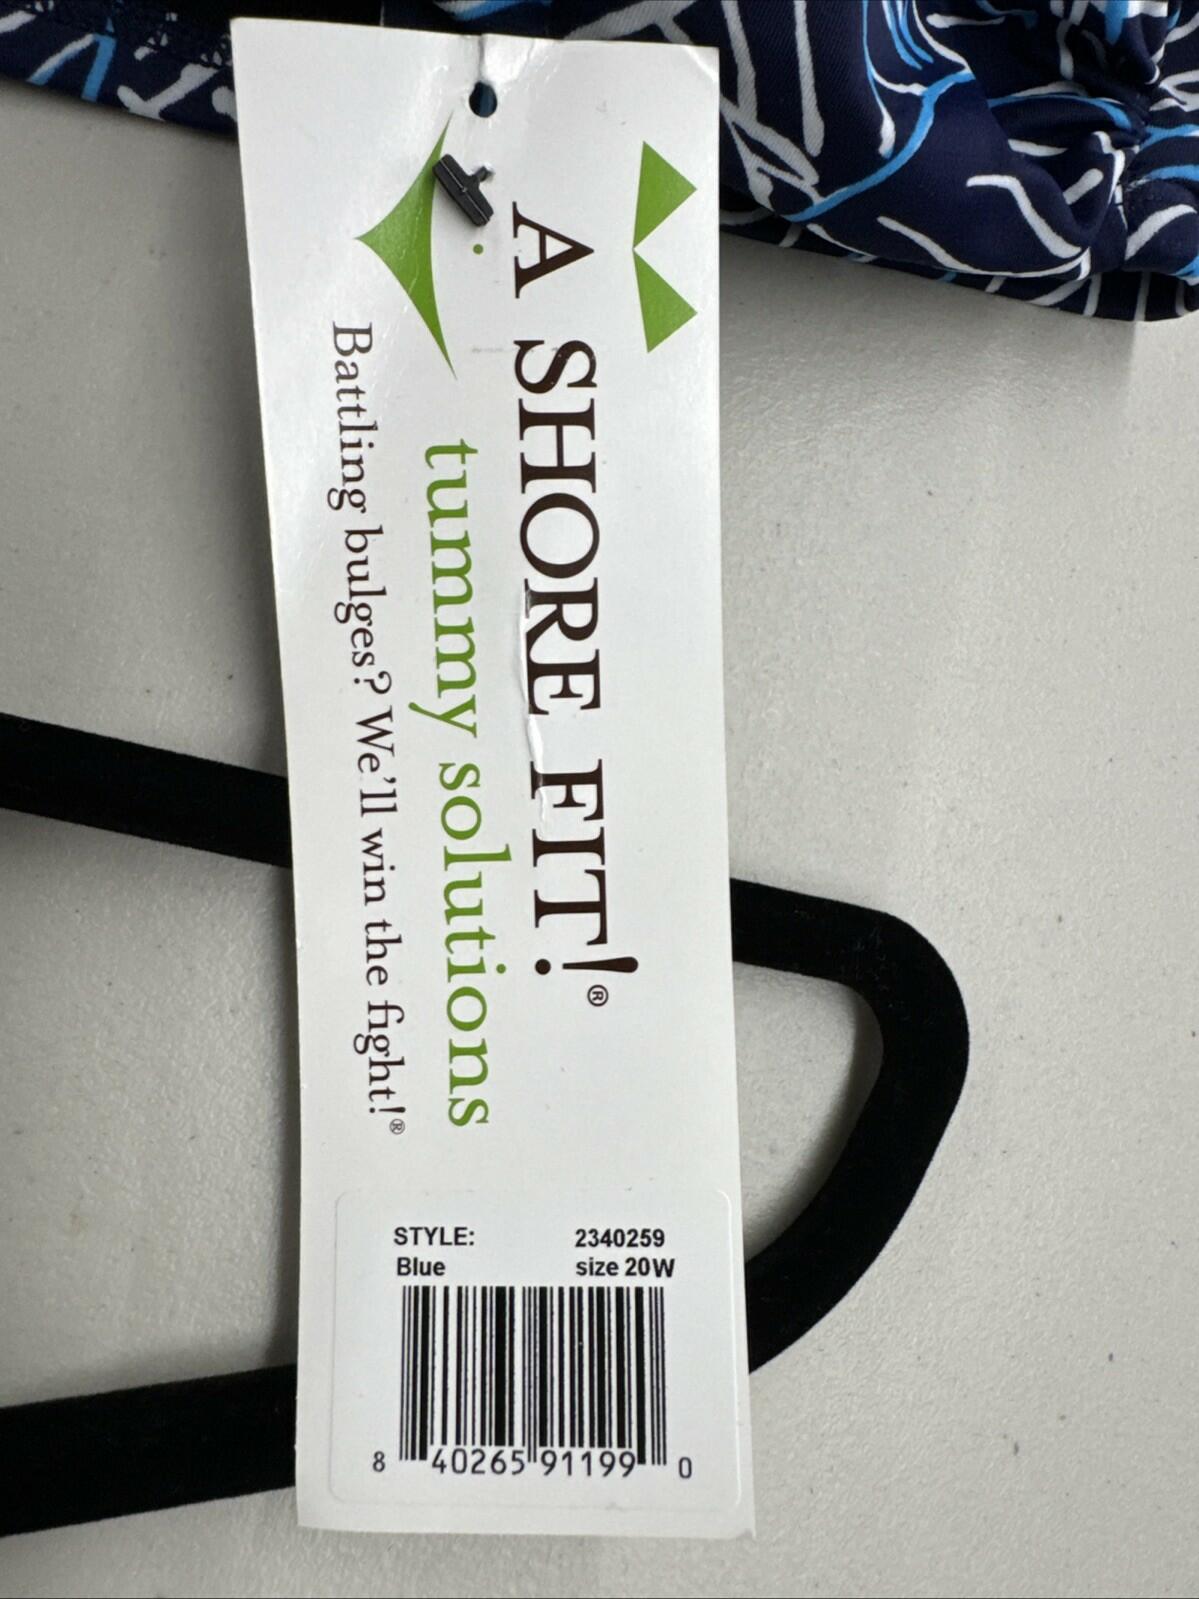 A SHORE FIT!®
tummy solutions
Battling bulges? We'll win the fight!®
STYLE: 2340259
Blue size 20W
8 40265 91199 0